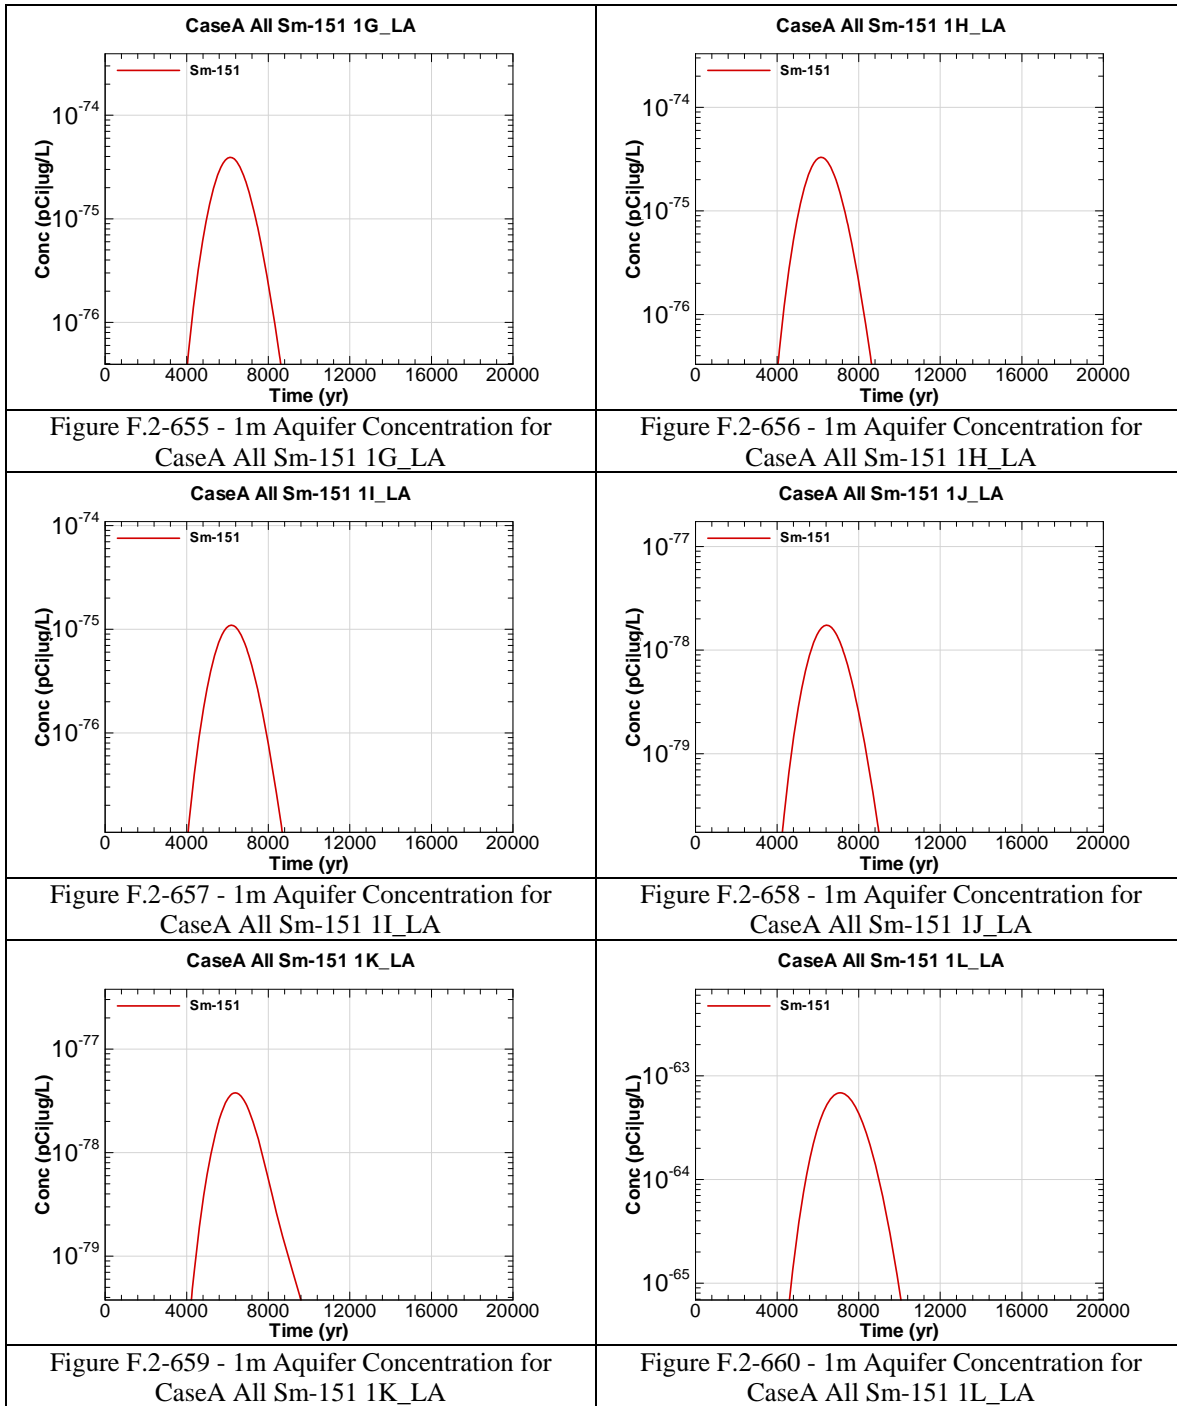 CaseA All Sm-151 1G_LA
Sm-151
10-74
10-75
10-76
Conc (pCi|ug/L)
0 4000 8000 12000 16000 20000
Time (yr)
Figure F.2-655 - 1m Aquifer Concentration for
CaseA All Sm-151 1G_LA
CaseA All Sm-151 1H_LA
Sm-151
10-74
10-75
10-76
Conc (pCi|ug/L)
0 4000 8000 12000 16000 20000
Time (yr)
Figure F.2-656 - 1m Aquifer Concentration for
CaseA All Sm-151 1H_LA
CaseA All Sm-151 1I_LA
10-74
Sm-151
10-75
10-76
Conc (pCi|ug/L)
0 4000 8000 12000 16000 20000
Time (yr)
Figure F.2-657 - 1m Aquifer Concentration for
CaseA All Sm-151 1I_LA
CaseA All Sm-151 1J_LA
Sm-151
10-77
10-78
10-79
Conc (pCi|ug/L)
0 4000 8000 12000 16000 20000
Time (yr)
Figure F.2-658 - 1m Aquifer Concentration for
CaseA All Sm-151 1J_LA
CaseA All Sm-151 1K_LA
Sm-151
10-77
10-78
10-79
Conc (pCi|ug/L)
0 4000 8000 12000 16000 20000
Time (yr)
Figure F.2-659 - 1m Aquifer Concentration for
CaseA All Sm-151 1K_LA
CaseA All Sm-151 1L_LA
Sm-151
10-63
10-64
10-65
Conc (pCi|ug/L)
0 4000 8000 12000 16000 20000
Time (yr)
Figure F.2-660 - 1m Aquifer Concentration for
CaseA All Sm-151 1L_LA